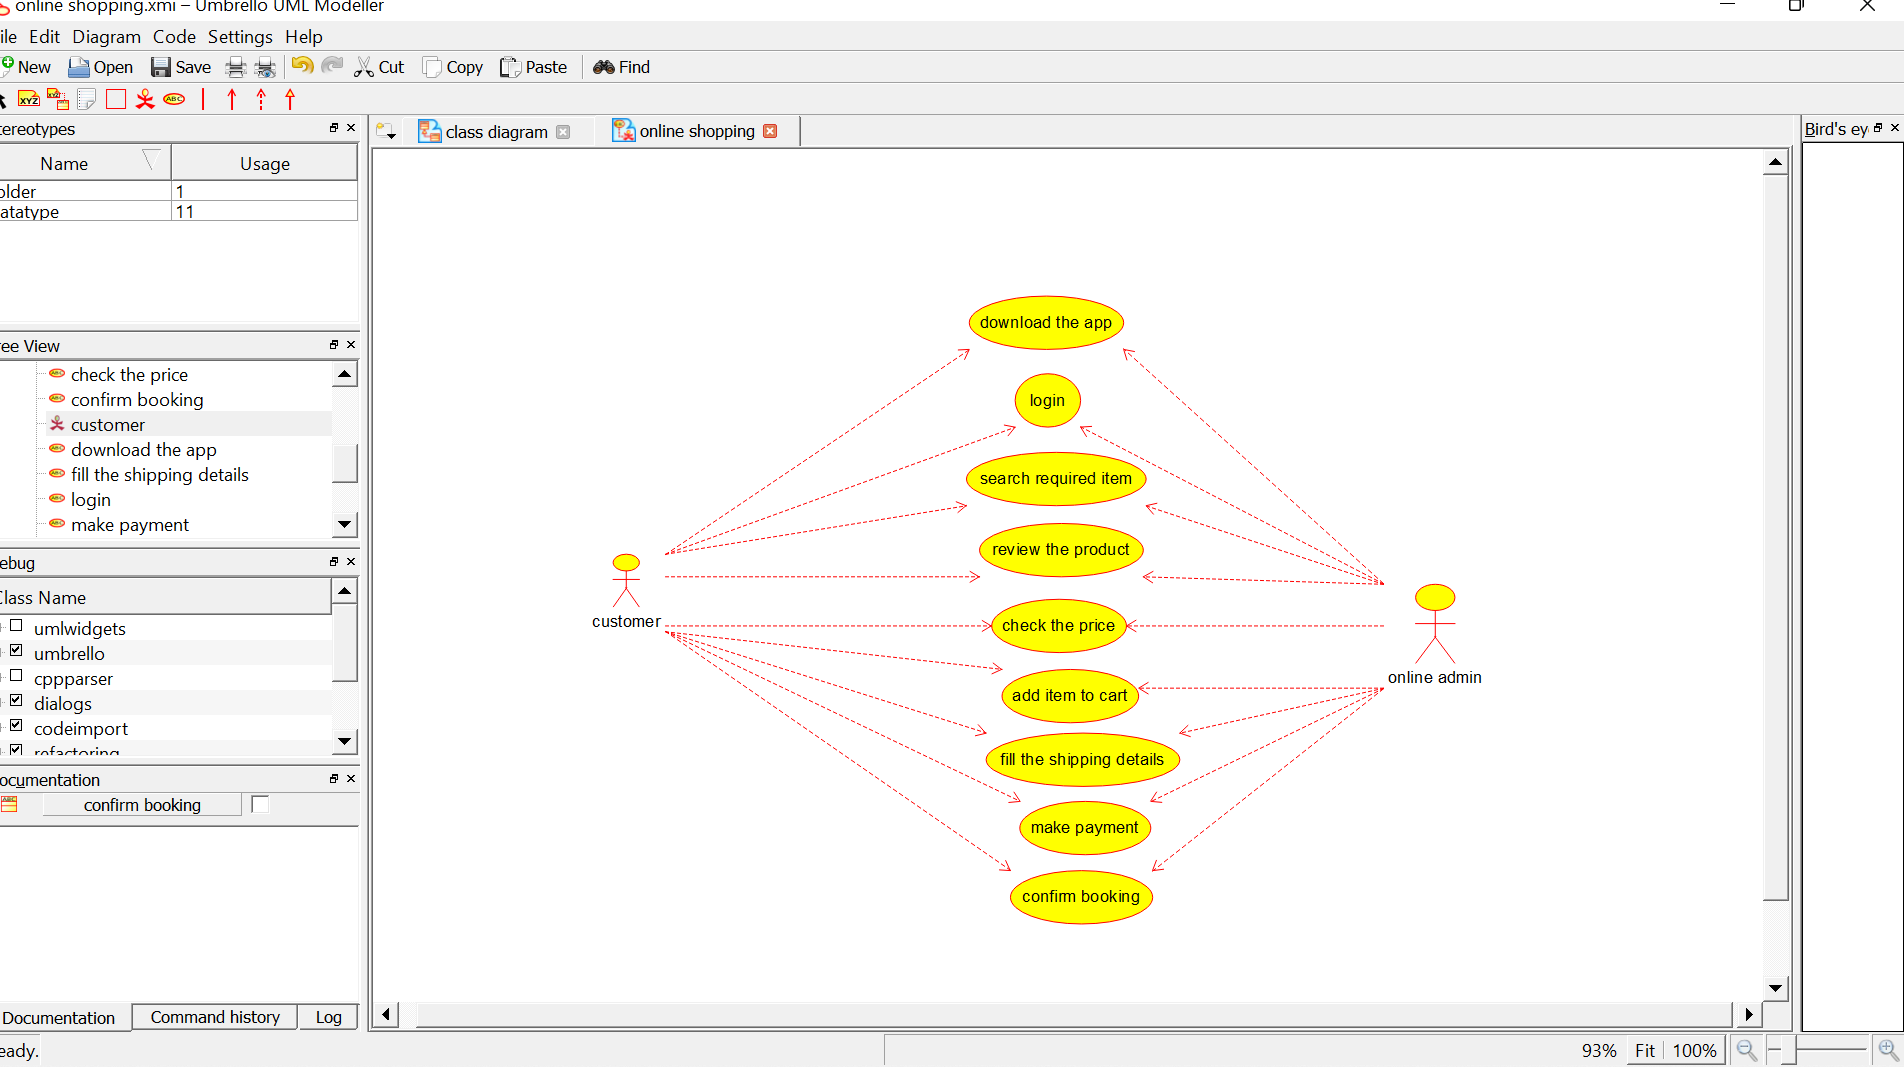 online shopping.xmi – Umbrello UML Modeller
ile Edit Diagram Code Settings Help
New Open Save Cut Copy Paste Find
XYZ XYZ ABC
tereotypes
class diagram
online shopping
Bird's ey
Name Usage
older 1
atatype 11
ree View
check the price
confirm booking
customer
download the app
fill the shipping details
login
make payment
ebug
lass Name
umlwidgets
umbrello
cppparser
dialogs
codeimport
refactoring
ocumentation
confirm booking
Documentation Command history Log
download the app
login
search required item
review the product
customer
check the price
online admin
add item to cart
fill the shipping details
make payment
confirm booking
eady.
93% Fit 100%